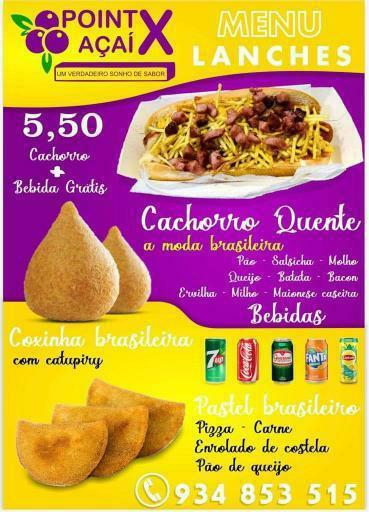 POINT X
AÇAÍ
UM VERDADEIRO SONHO DE SABOR
MENU
LANCHES
5,50
Cachorro
+
Bebida Gratis
Cachorro Quente
a moda brasileira
Pão - Salsicha - Molho
Queijo - Batata - Bacon
Ervilha - Milho - Maionese caseira
Bebidas
Coxinha brasileira
com catupiry
7up
Coca-Cola
FANTA
Pastel brasileiro
Pizza - Carne
Enrolado de costela
Pão de queijo
934 853 515